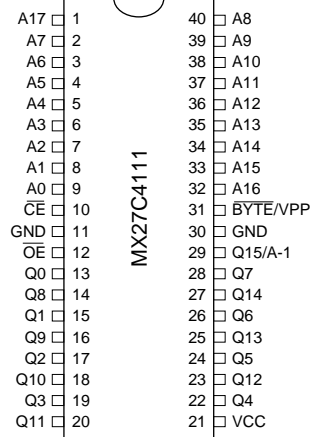 A17 1 40 A8
A7 2 39 A9
A6 3 38 A10
A5 4 37 A11
A4 5 36 A12
A3 6 35 A13
A2 7 34 A14
A1 8 33 A15
A0 9 32 A16
C̅E̅ 10 31 B̅Y̅T̅E̅/VPP
GND 11 30 GND
O̅E̅ 12 29 Q15/A-1
Q0 13 28 Q7
Q8 14 27 Q14
Q1 15 26 Q6
Q9 16 25 Q13
Q2 17 24 Q5
Q10 18 23 Q12
Q3 19 22 Q4
Q11 20 21 VCC
MX27C4111